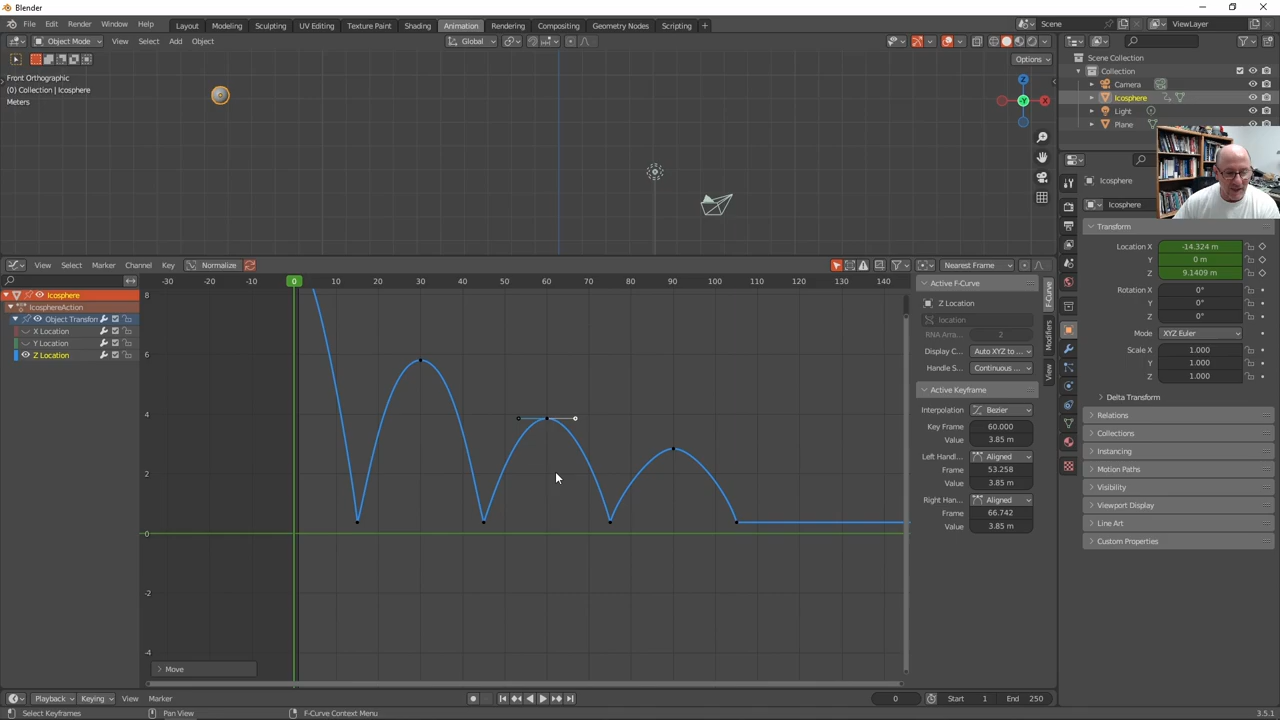 Blender
File Edit Render Window Help Layout Modeling Sculpting UV Editing Texture Paint Shading Animation Rendering Compositing Geometry Nodes Scripting + Scene ViewLayer
Object Mode View Select Add Object Global
Options
Front Orthographic
(0) Collection | Icosphere
Meters
Z
X
-Y
Scene Collection
Collection
Camera
Icosphere
Light
Plane
Icosphere
Icosphere
Transform
Location X -14.324 m
Y 0 m
Z 9.1409 m
Rotation X 0°
Y 0°
Z 0°
Mode XYZ Euler
Scale X 1.000
Y 1.000
Z 1.000
Delta Transform
Relations
Collections
Instancing
Motion Paths
Visibility
Viewport Display
Line Art
Custom Properties
View Select Marker Channel Key Normalize Nearest Frame
-30 -20 -10 0 10 20 30 40 50 60 70 80 90 100 110 120 130 140
8
6
4
2
0
-2
-4
Icosphere
IcosphereAction
Object Transfor
X Location
Y Location
Z Location
Active F-Curve
Z Location
location
RNA Arra... 2
Display C... Auto XYZ to ...
Handle S... Continuous ...
Active Keyframe
Interpolation Bezier
Key Frame 60.000
Value 3.85 m
Left Handl... Aligned
Frame 53.258
Value 3.85 m
Right Han... Aligned
Frame 66.742
Value 3.85 m
F-Curve
Modifiers
View
Move
Playback Keying View Marker 0 Start 1 End 250
Select Keyframes Pan View F-Curve Context Menu 3.5.1